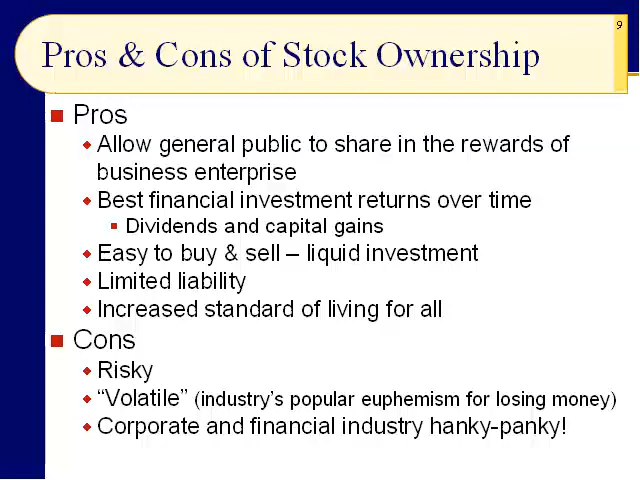 9
Pros & Cons of Stock Ownership
Pros
Allow general public to share in the rewards of
business enterprise
Best financial investment returns over time
Dividends and capital gains
Easy to buy & sell – liquid investment
Limited liability
Increased standard of living for all
Cons
Risky
“Volatile” (industry’s popular euphemism for losing money)
Corporate and financial industry hanky-panky!